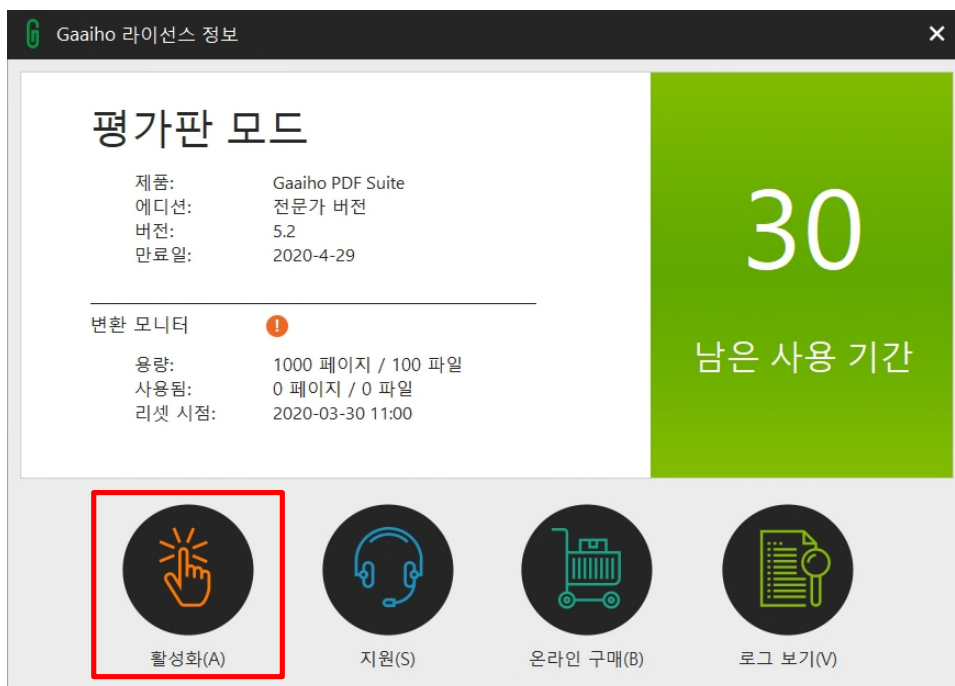 Gaaiho 라이선스 정보
평가판 모드
제품: Gaaiho PDF Suite
에디션: 전문가 버전
버전: 5.2
만료일: 2020-4-29
변환 모니터
용량: 1000 페이지 / 100 파일
사용됨: 0 페이지 / 0 파일
리셋 시점: 2020-03-30 11:00
30
남은 사용 기간
활성화(A)
지원(S)
온라인 구매(B)
로그 보기(V)